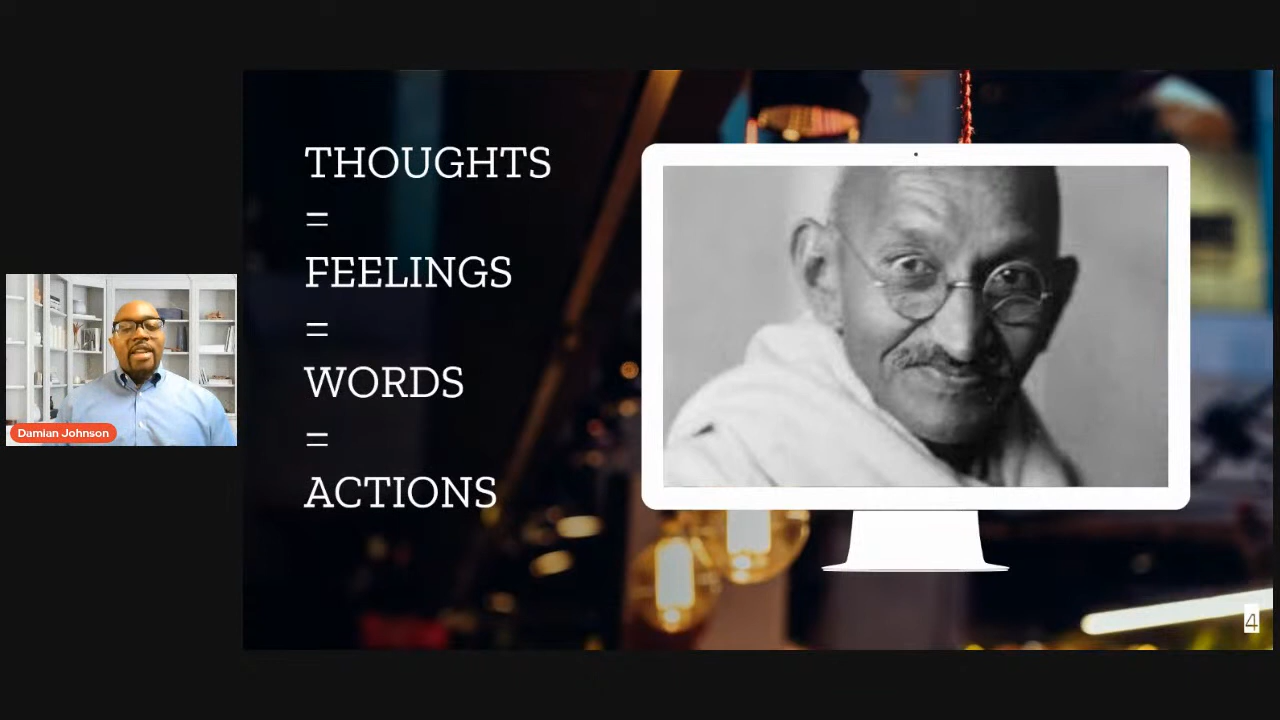 THOUGHTS
=
FEELINGS
=
WORDS
=
ACTIONS
Damian Johnson
4